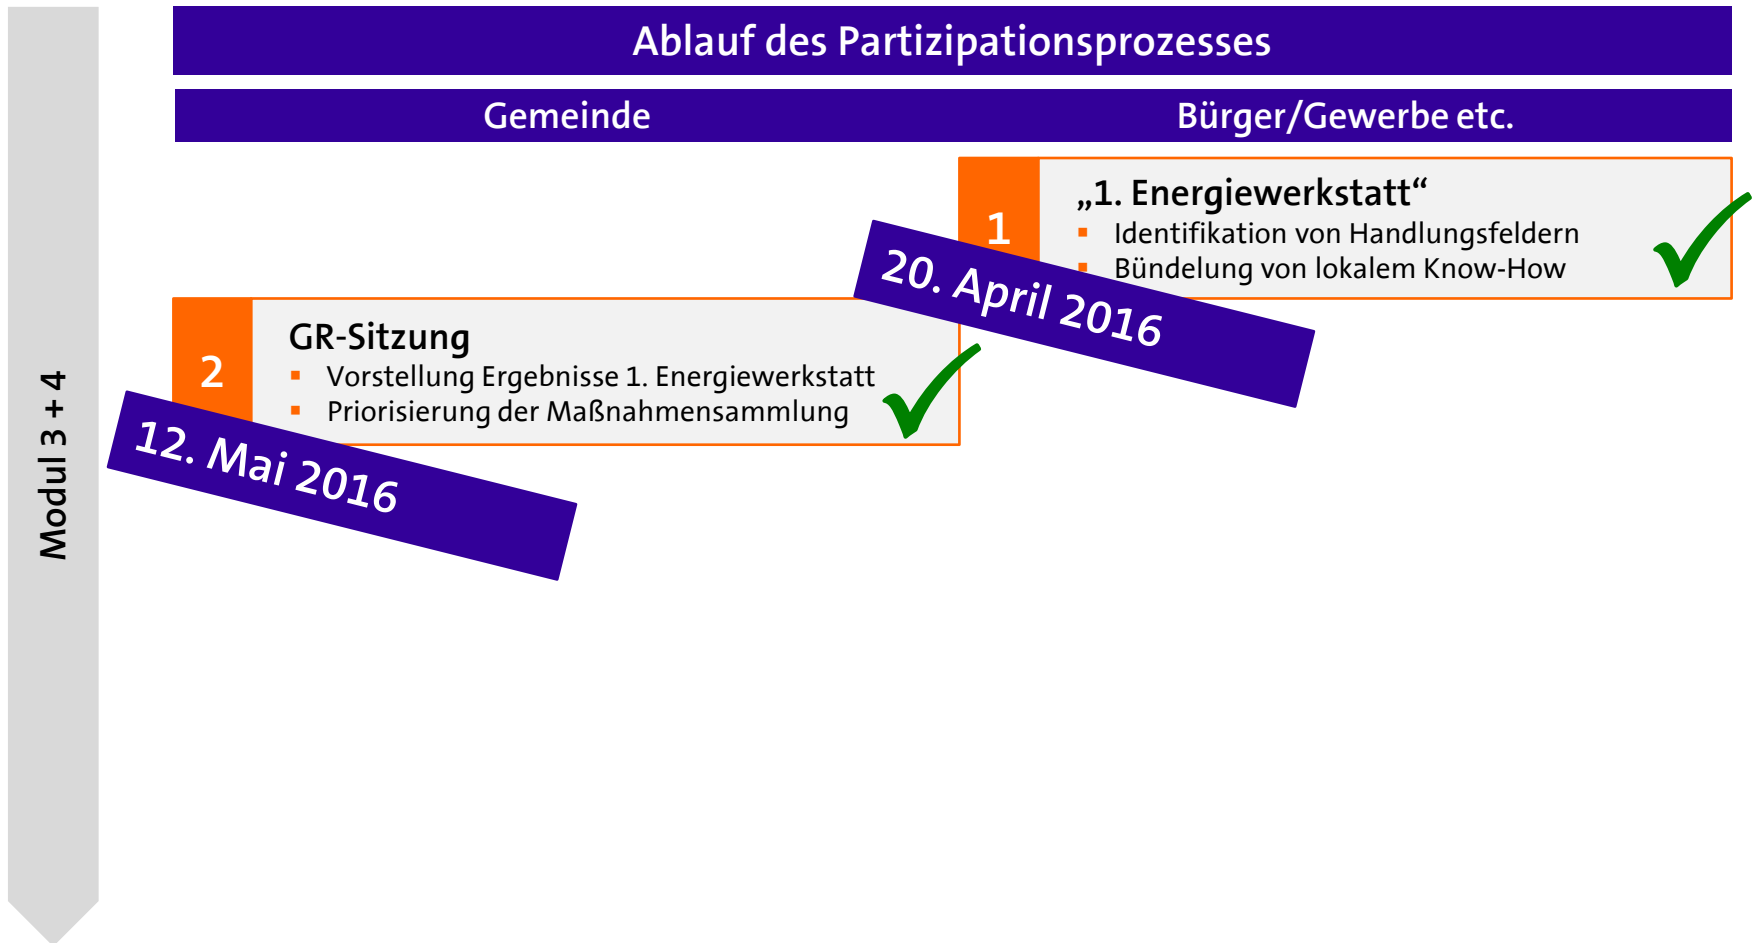 Ablauf des Partizipationsprozesses
Gemeinde
Bürger/Gewerbe etc.
1
„1. Energiewerkstatt“
Identifikation von Handlungsfeldern
Bündelung von lokalem Know-How
20. April 2016
2
GR-Sitzung
Vorstellung Ergebnisse 1. Energiewerkstatt
Priorisierung der Maßnahmensammlung
12. Mai 2016
Modul 3 + 4